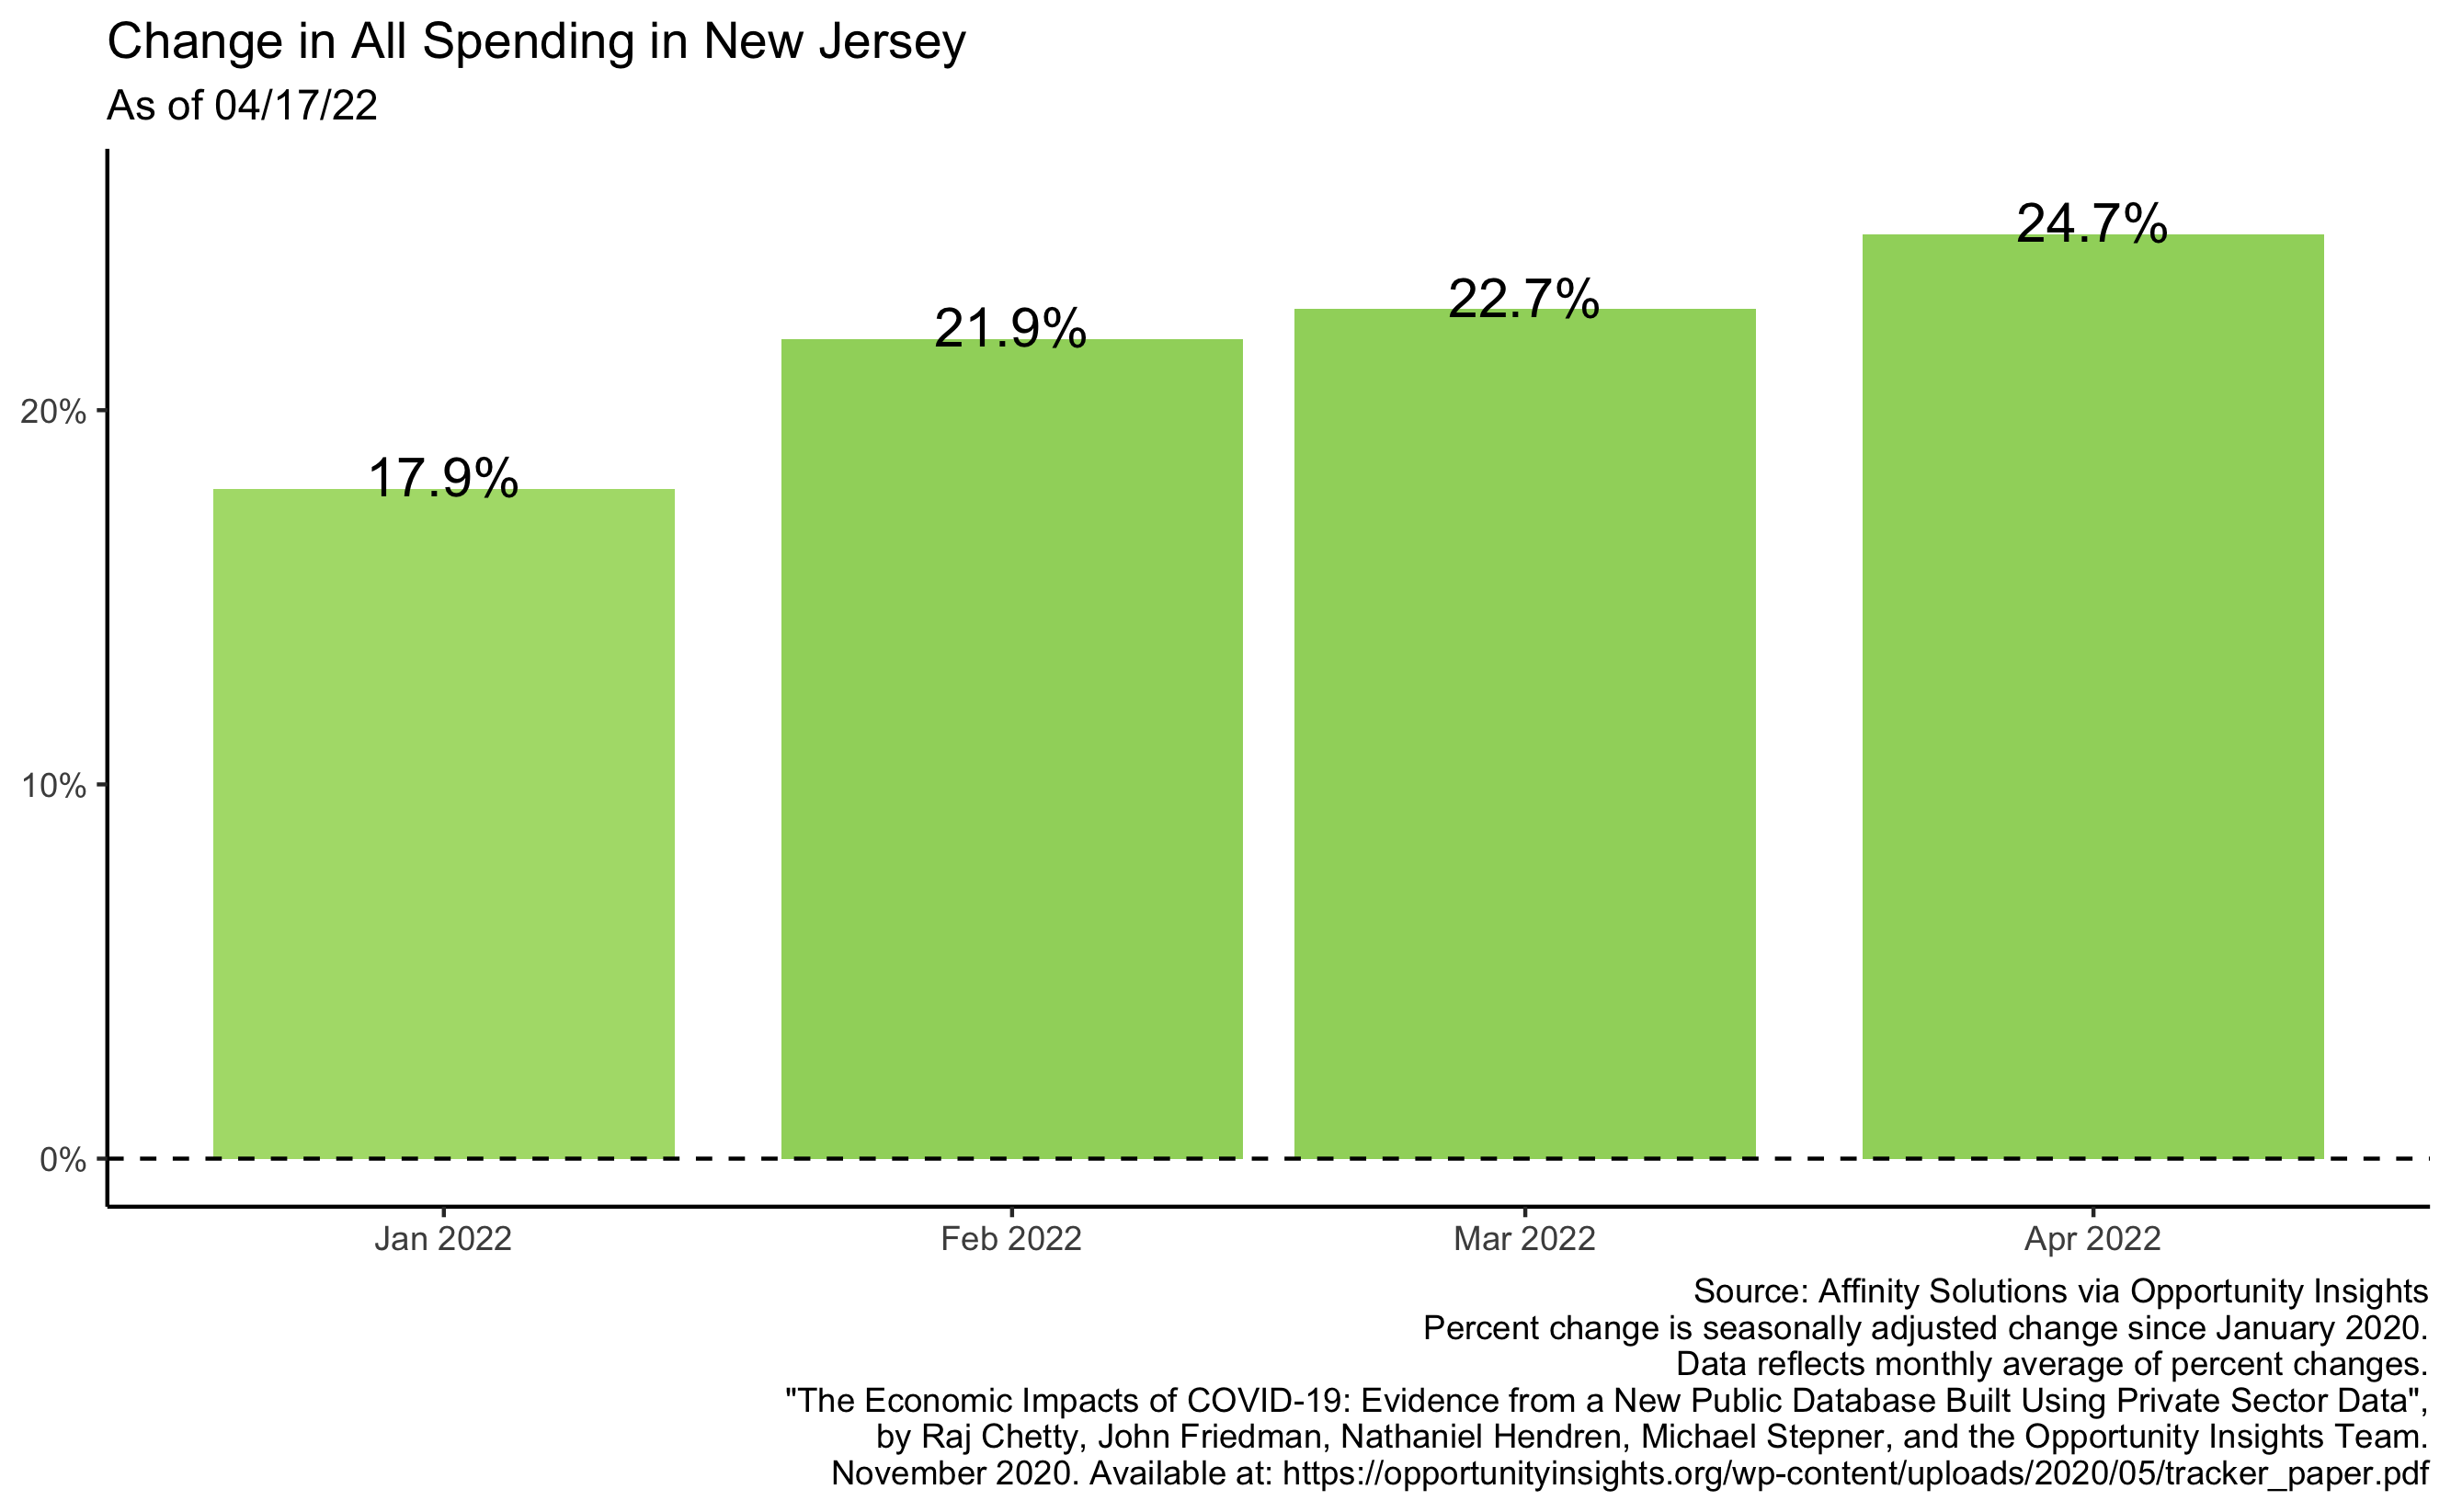 Change in All Spending in New Jersey
As of 04/17/22
24.7%
22.7%
21.9%
20%
17.9%
10%
0%
Jan 2022
Feb 2022
Mar 2022
Apr 2022
Source: Affinity Solutions via Opportunity Insights
Percent change is seasonally adjusted change since January 2020.
Data reflects monthly average of percent changes.
"The Economic Impacts of COVID-19: Evidence from a New Public Database Built Using Private Sector Data",
by Raj Chetty, John Friedman, Nathaniel Hendren, Michael Stepner, and the Opportunity Insights Team.
November 2020. Available at: https://opportunityinsights.org/wp-content/uploads/2020/05/tracker_paper.pdf